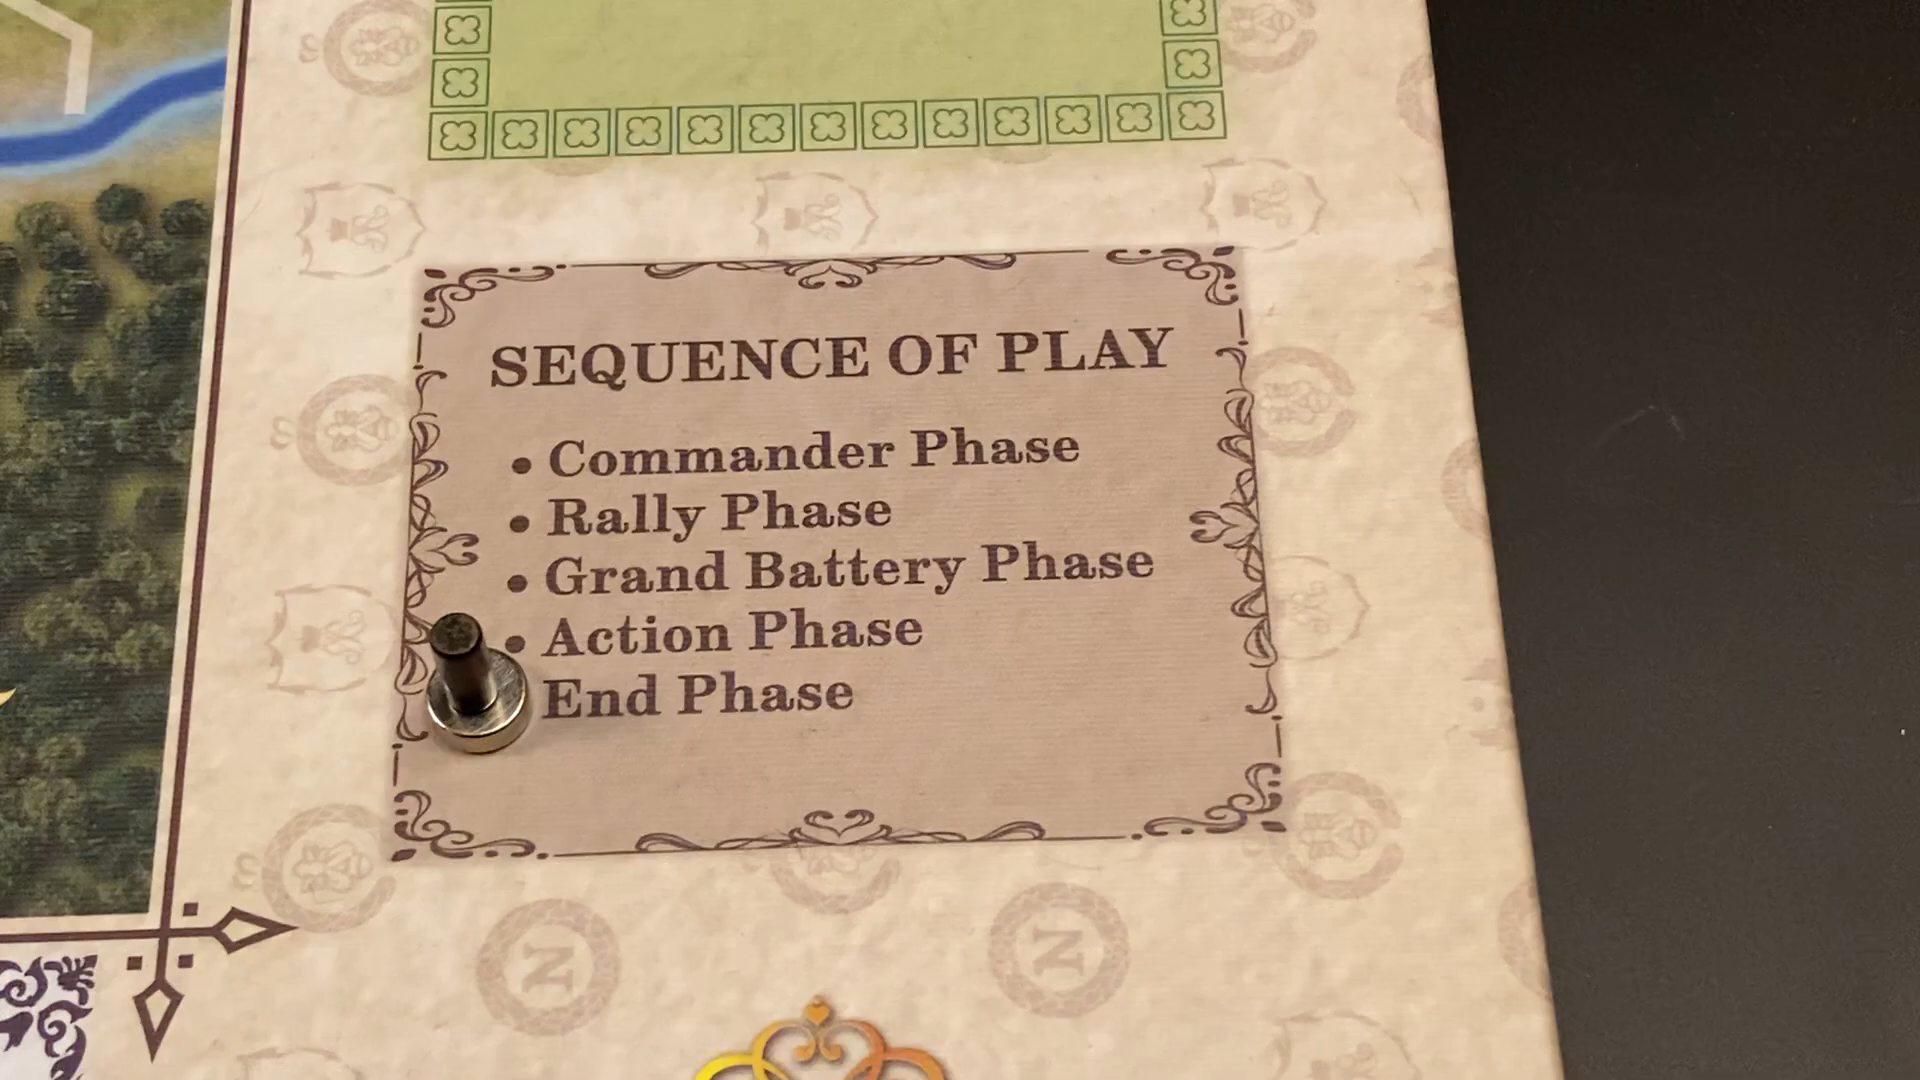 SEQUENCE OF PLAY
• Commander Phase
• Rally Phase
• Grand Battery Phase
• Action Phase
End Phase
N
N